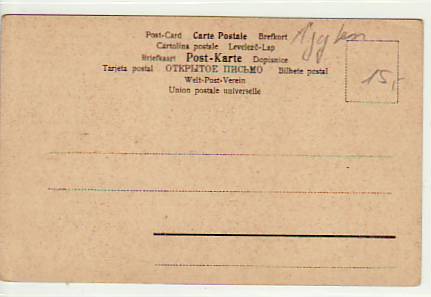 Post-Card Carte Postale Brefkort
Cartolina postale Levelező-Lap
Briefkaart Post-Karte Dopisnice
Tarjeta postal ОТКРЫТОЕ ПИСЬМО Bilhete postal
Welt-Post-Verein
Union postale universelle
15,-